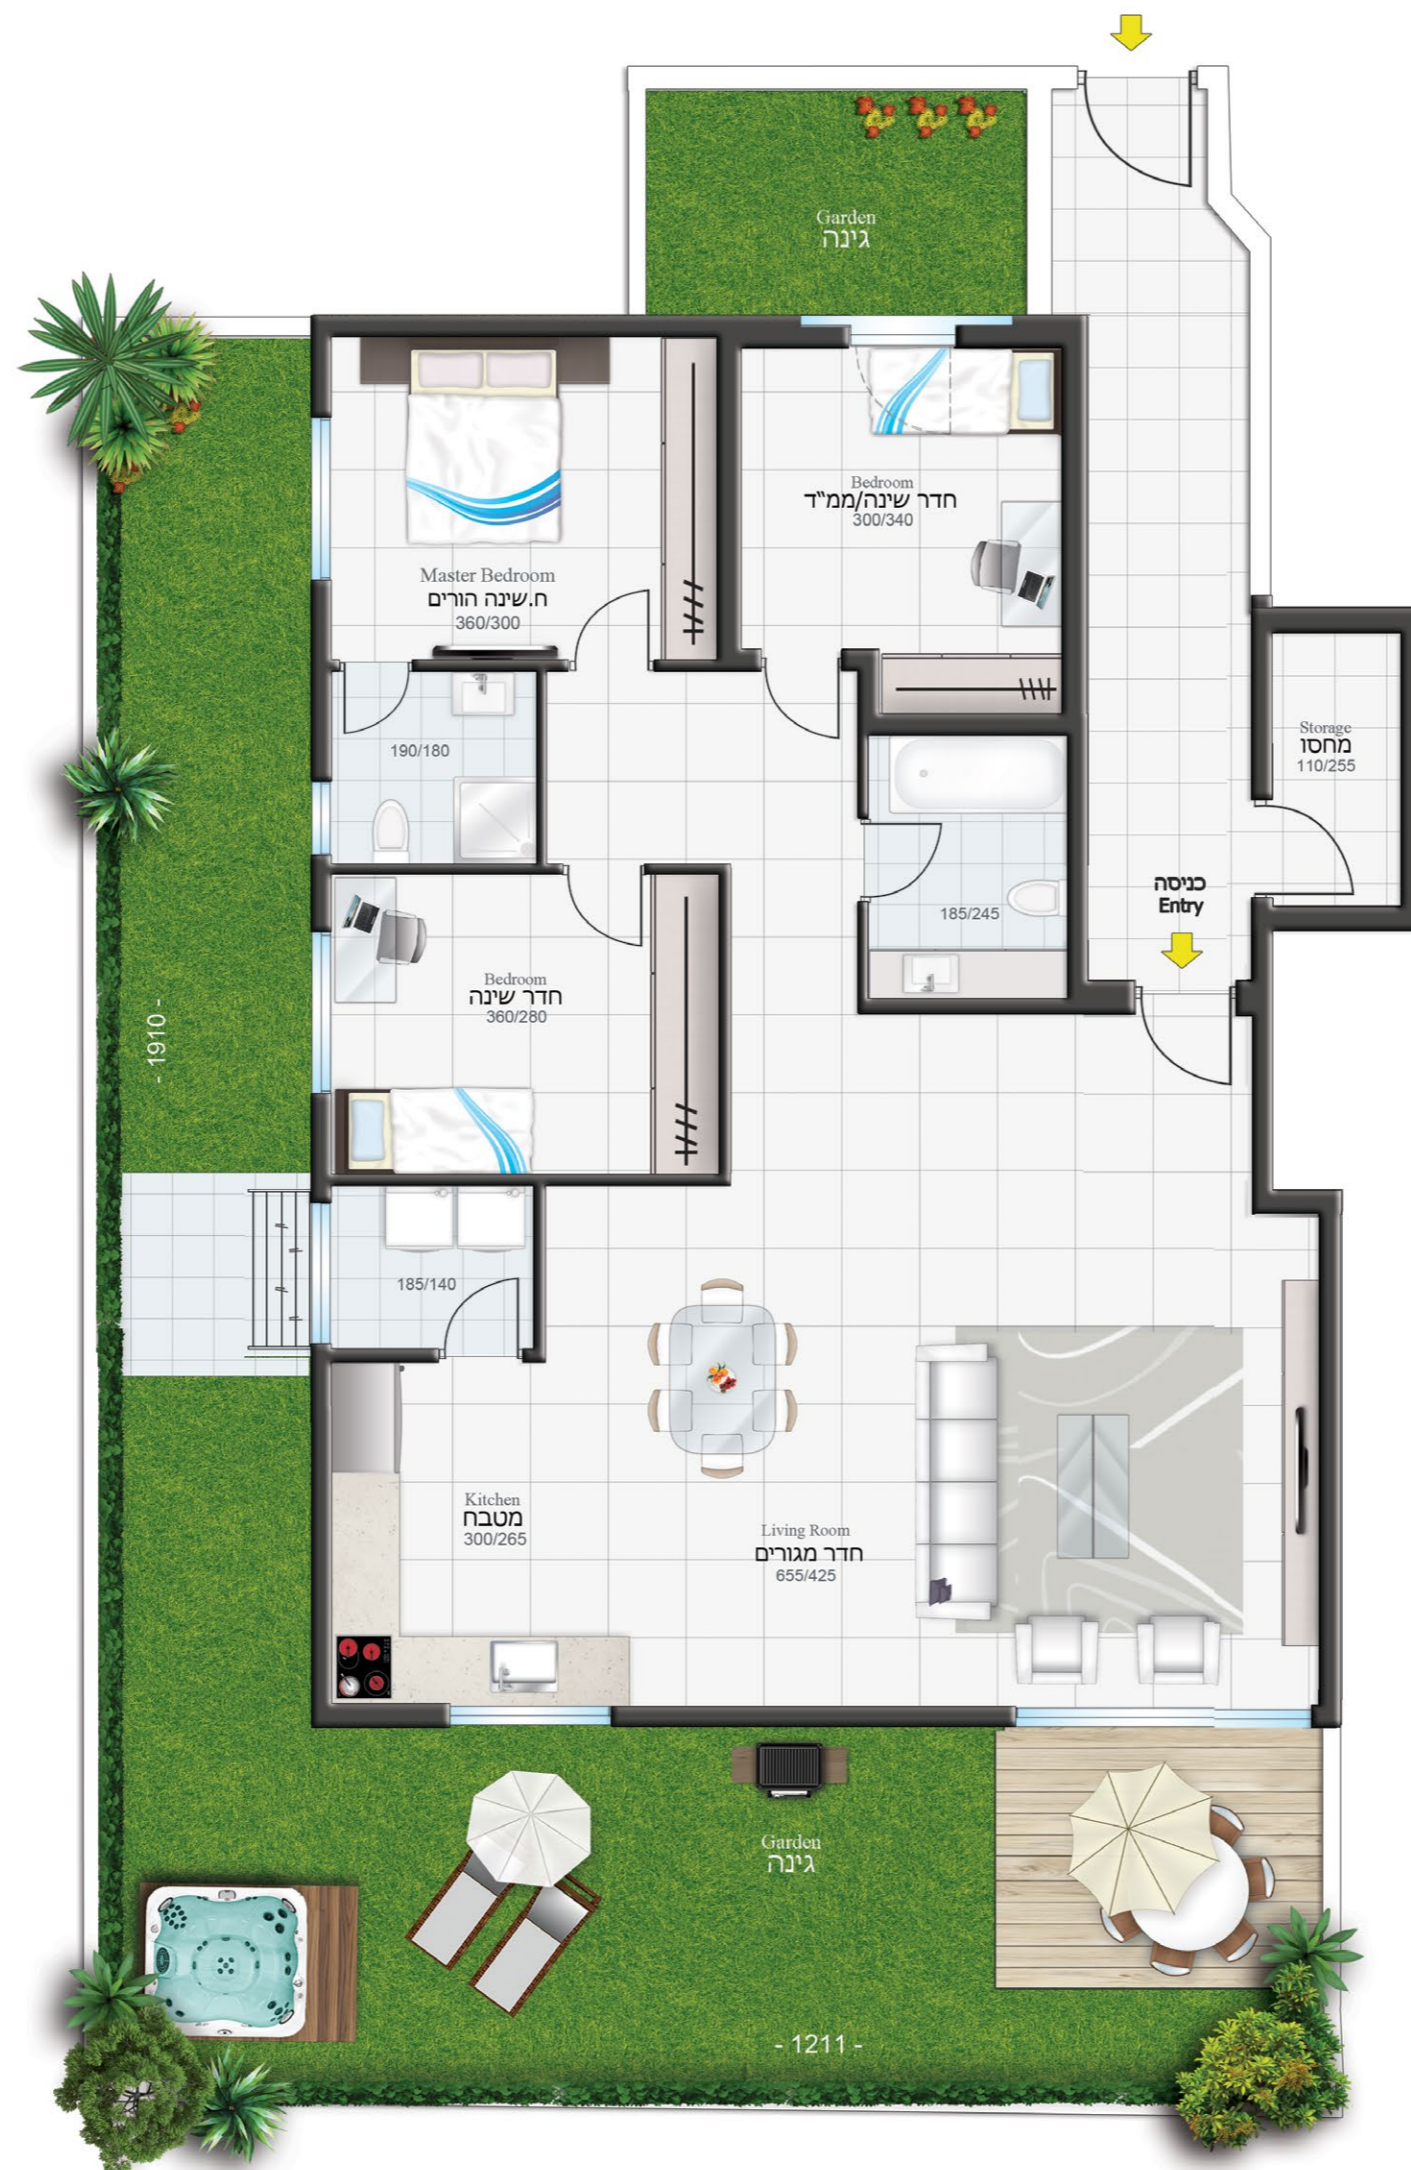 Garden
גינה
Master Bedroom
ח.שינה הורים
360/300
Bedroom
חדר שינה/ממ״ד
300/340
190/180
Storage
מחסו
110/255
185/245
כניסה
Entry
Bedroom
חדר שינה
360/280
- 1910 -
185/140
Kitchen
מטבח
300/265
Living Room
חדר מגורים
655/425
Garden
גינה
- 1211 -